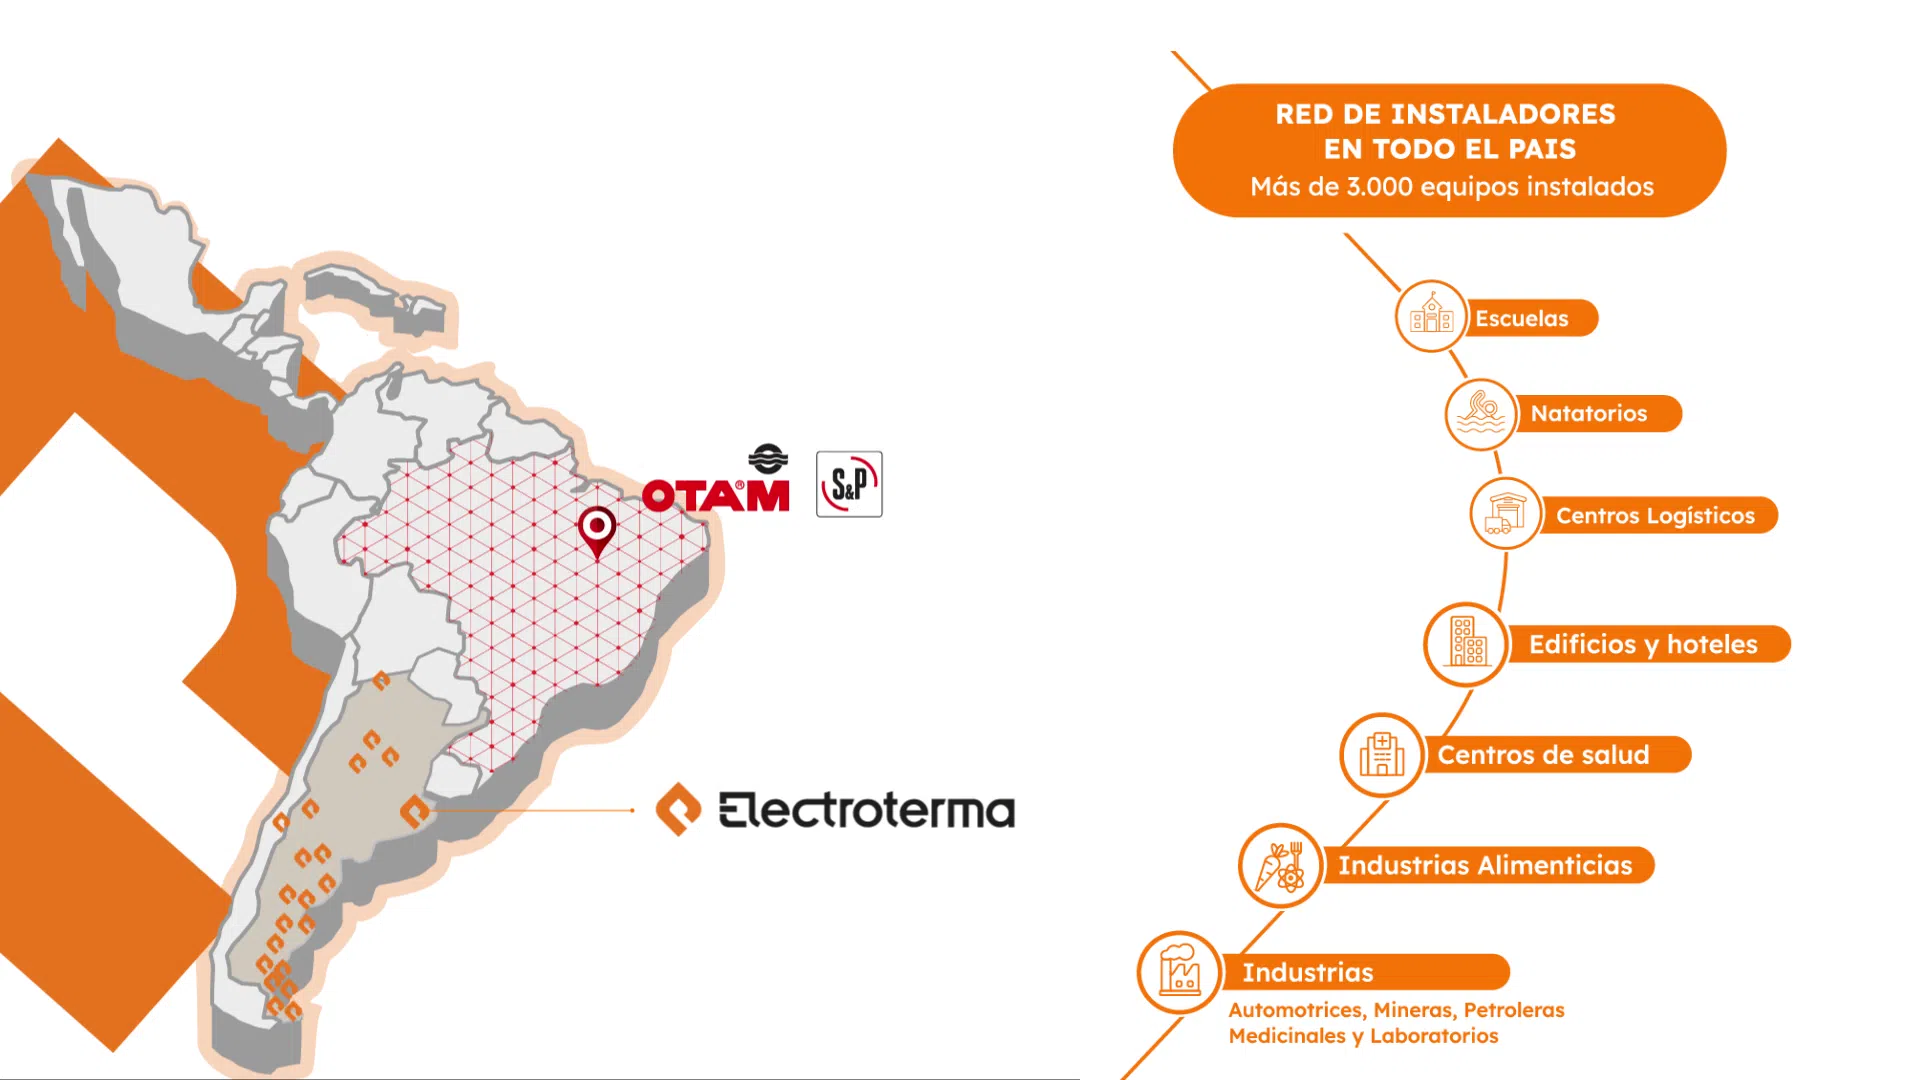 RED DE INSTALADORES
EN TODO EL PAIS
Más de 3.000 equipos instalados
Escuelas
Natatorios
OTAM®
S&P
Centros Logísticos
Edificios y hoteles
Centros de salud
Electroterma
Industrias Alimenticias
Industrias
Automotrices, Mineras, Petroleras
Medicinales y Laboratorios